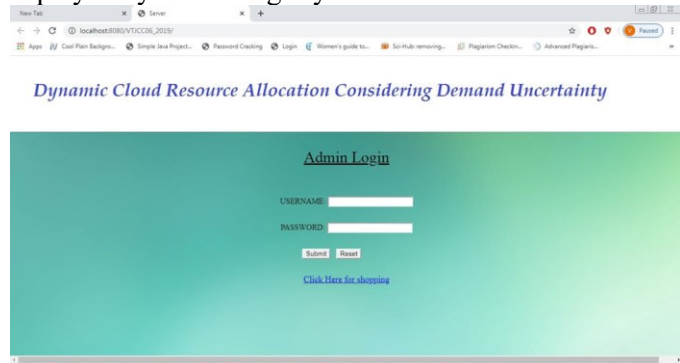 New Tab
Server
localhost:8080/VTJCC06_2019/
Paused
Apps
Cool Plain Backgro...
Simple Java Project...
Password Cracking
Login
Women's guide to...
Sci-Hub: removing...
Plagiarism Checkin...
Advanced Plagiaris...
Dynamic Cloud Resource Allocation Considering Demand Uncertainty
Admin Login
USERNAME
PASSWORD
Submit Reset
Click Here for shopping